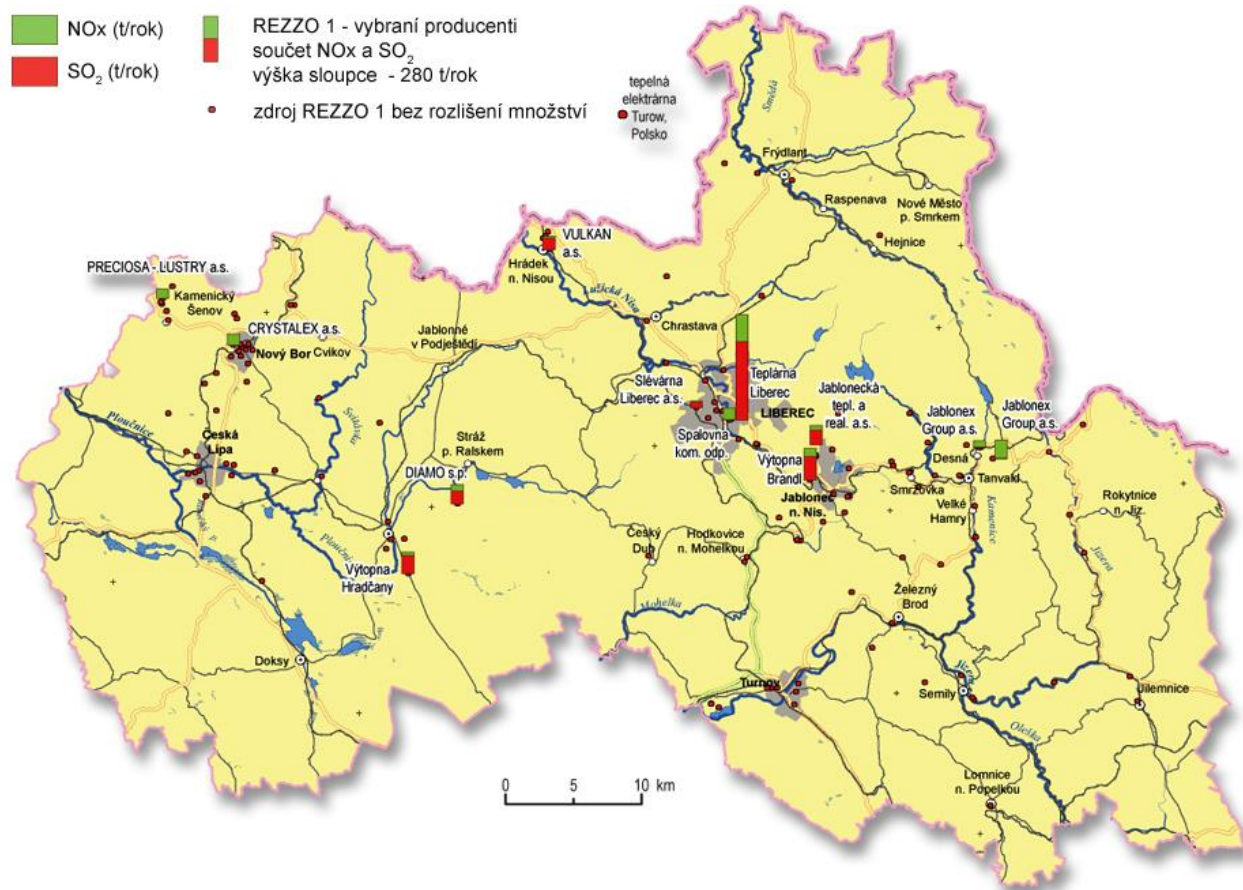 NOx (t/rok)
SO2 (t/rok)
REZZO 1 - vybraní producenti
součet NOx a SO2
výška sloupce - 280 t/rok
zdroj REZZO 1 bez rozlišení množství
tepelná
elektrárna
Turow,
Polsko
Smědá
Frýdlant
Raspenava
Nové Město
p. Smrkem
Hejnice
VULKAN
a.s.
Hrádek
n. Nisou
Lužická Nisa
PRECIOSA - LUSTRY a.s.
Kamenický
Šenov
CRYSTALEX a.s.
Nový Bor
Cvikov
Jablonné
v Podještědí
Chrastava
Slévárna
Liberec a.s.
Teplárna
Liberec
LIBEREC
Jablonecká
tepl. a
real. a.s.
Jablonex
Group a.s.
Jablonex
Group a.s.
Spalovna
kom. odp.
Výtopna
Brandl
Jablonec
n. Nis.
Desná
Tanvald
Smržovka
Velké
Hamry
Kamenice
Rokytnice
n. Jiz.
Jizera
Ploučnice
Svitávka
Česká
Lípa
Stráž
p. Ralskem
DIAMO s.p.
Český
Dub
Hodkovice
n. Mohelkou
Výtopna
Hradčany
Mohelka
Železný
Brod
Doksy
Turnov
Jizera
Semily
Jilemnice
Oleška
Lomnice
n. Popelkou
0 5 10 km